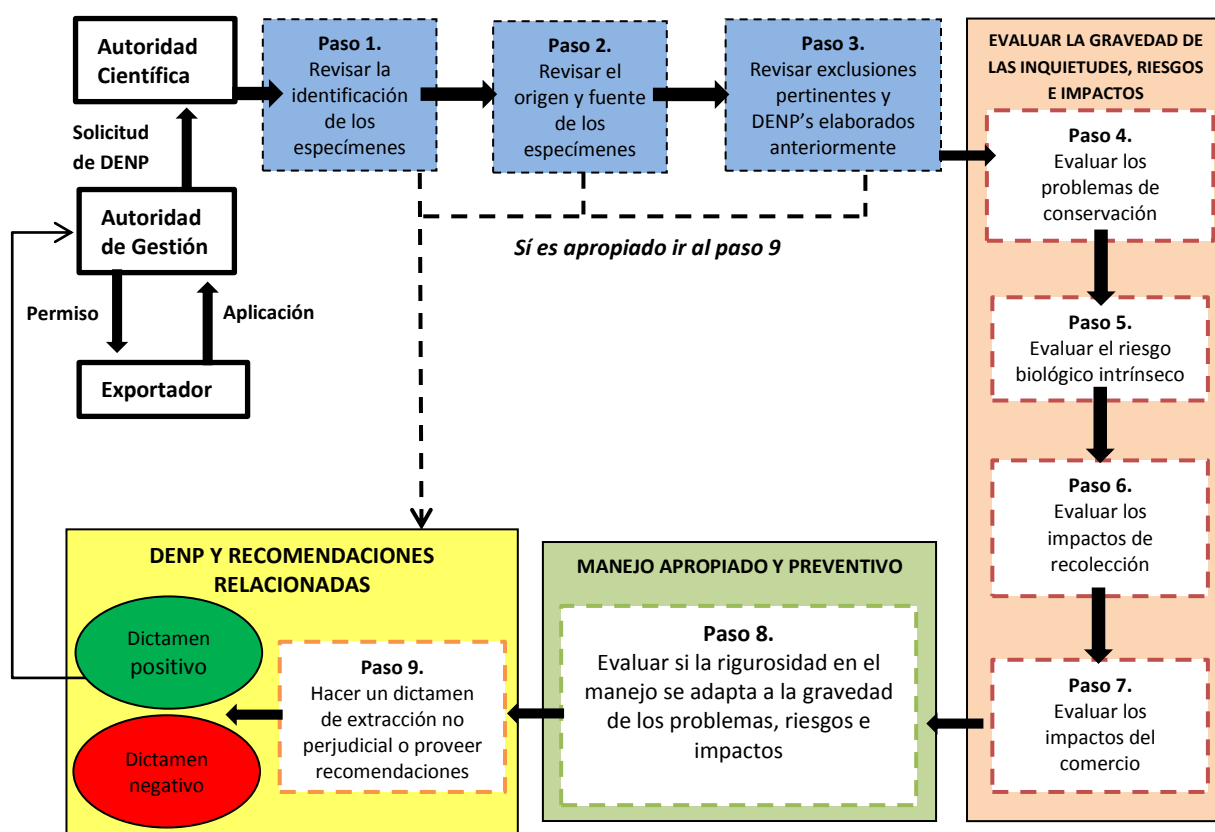 Autoridad
Científica
Solicitud
de DENP
Autoridad
de Gestión
Permiso
Aplicación
Exportador
Paso 1.
Revisar la
identificación
de los
especímenes
Paso 2.
Revisar el
origen y fuente
de los
especímenes
Paso 3.
Revisar exclusiones
pertinentes y
DENP’s elaborados
anteriormente
Sí es apropiado ir al paso 9
EVALUAR LA GRAVEDAD DE
LAS INQUIETUDES, RIESGOS
E IMPACTOS
Paso 4.
Evaluar los
problemas de
conservación
Paso 5.
Evaluar el riesgo
biológico intrínseco
Paso 6.
Evaluar los
impactos de
recolección
Paso 7.
Evaluar los
impactos del
comercio
MANEJO APROPIADO Y PREVENTIVO
Paso 8.
Evaluar si la rigurosidad en el
manejo se adapta a la gravedad
de los problemas, riesgos e
impactos
DENP Y RECOMENDACIONES
RELACIONADAS
Paso 9.
Hacer un dictamen
de extracción no
perjudicial o proveer
recomendaciones
Dictamen
positivo
Dictamen
negativo